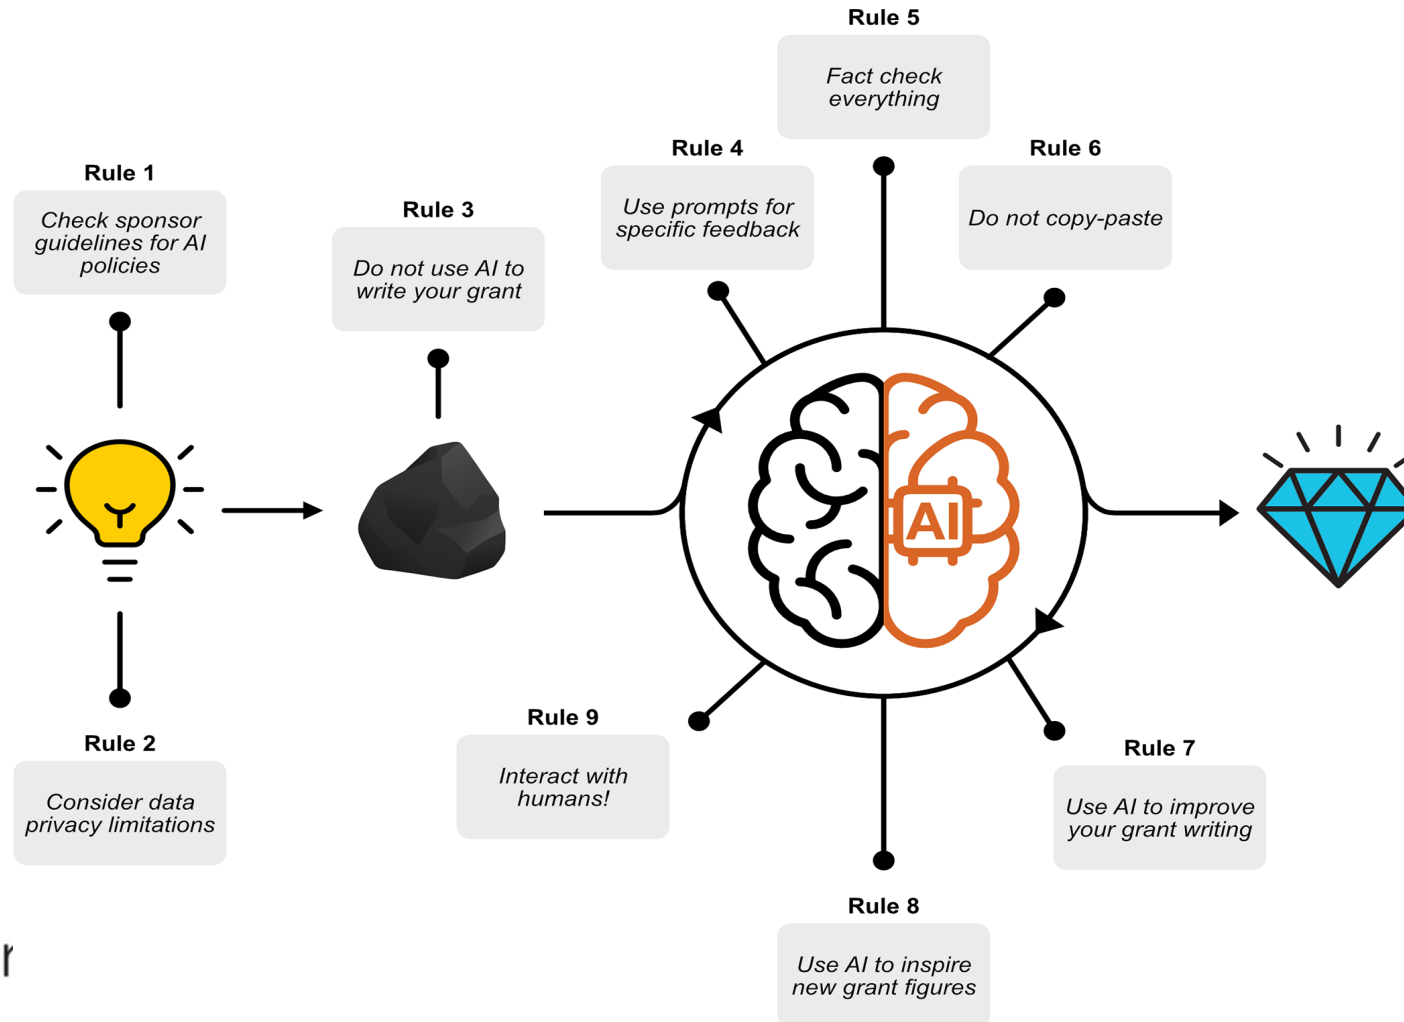 Rule 1
Check sponsor
guidelines for AI
policies
Rule 2
Consider data
privacy limitations
Rule 3
Do not use AI to
write your grant
Rule 4
Use prompts for
specific feedback
Rule 5
Fact check
everything
Rule 6
Do not copy-paste
AI
Rule 7
Use AI to improve
your grant writing
Rule 8
Use AI to inspire
new grant figures
Rule 9
Interact with
humans!